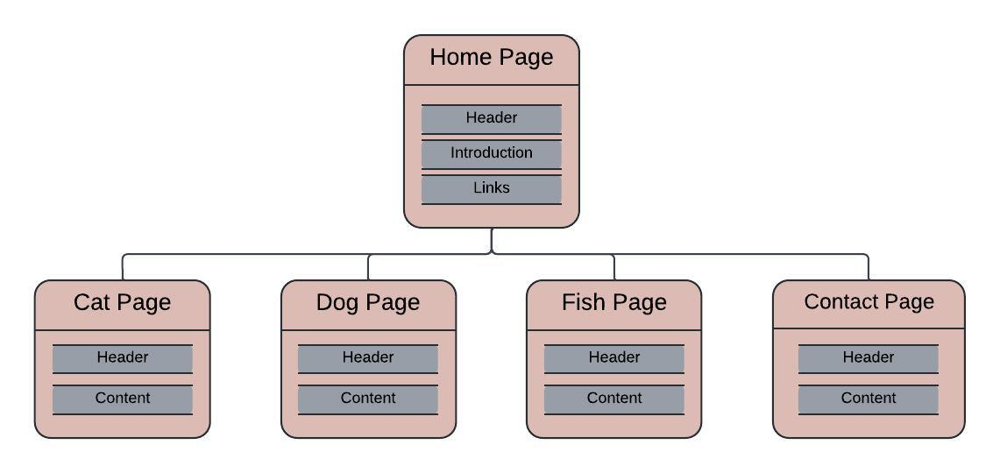 Home Page
Header
Introduction
Links
Cat Page
Header
Content
Dog Page
Header
Content
Fish Page
Header
Content
Contact Page
Header
Content